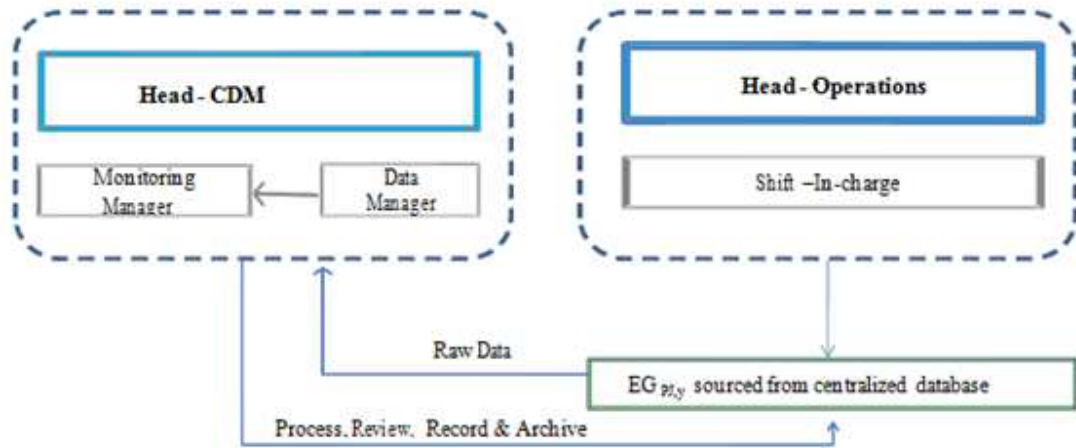 Head - CDM
Head - Operations
Monitoring
Manager
Data
Manager
Shift –In-charge
Raw Data
EG PJ,y sourced from centralized database
Process, Review, Record & Archive